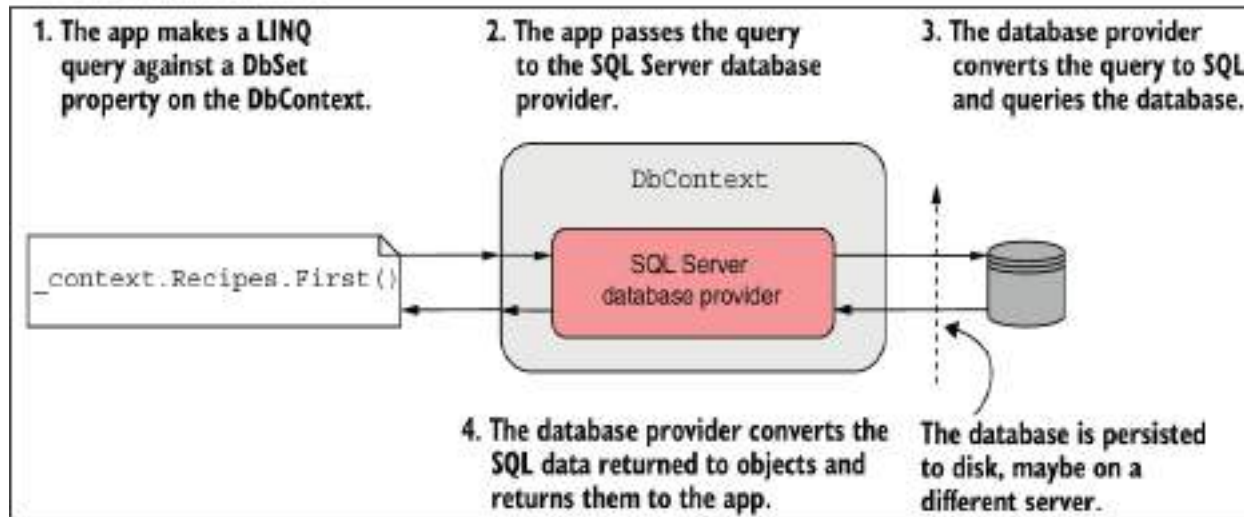 1. The app makes a LINQ
query against a DbSet
property on the DbContext.
2. The app passes the query
to the SQL Server database
provider.
3. The database provider
converts the query to SQL
and queries the database.
DbContext
_context.Recipes.First()
SQL Server
database provider
4. The database provider converts the
SQL data returned to objects and
returns them to the app.
The database is persisted
to disk, maybe on a
different server.